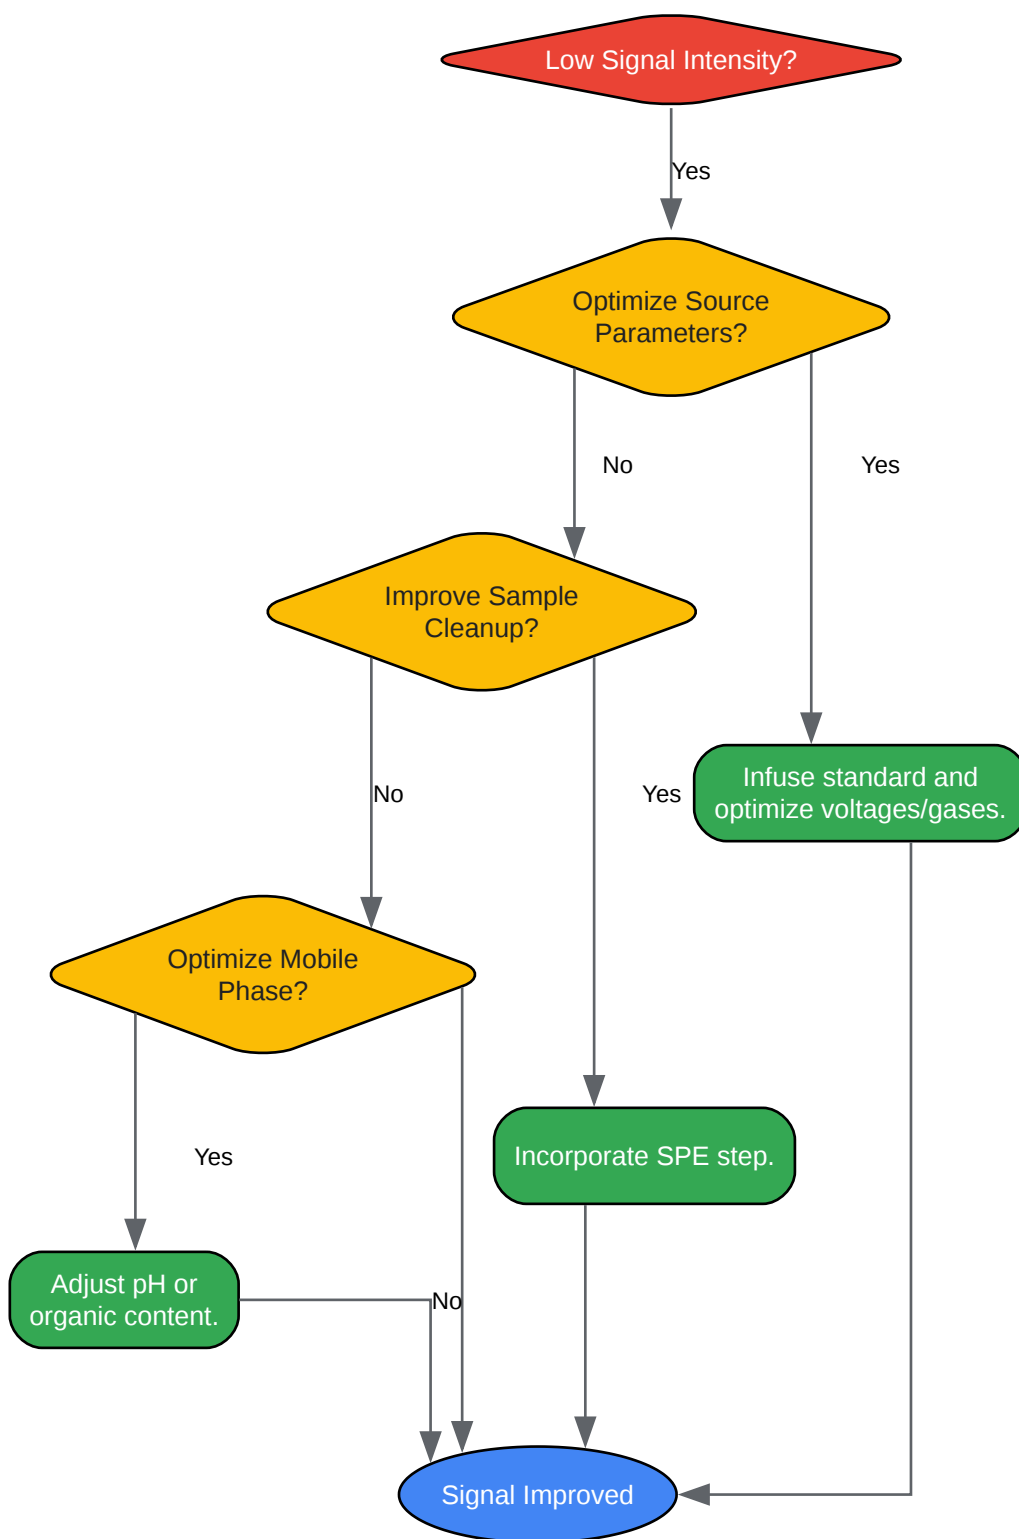 Low Signal Intensity?
Yes
Optimize Source
Parameters?
No
Yes
Improve Sample
Cleanup?
No
Yes
Infuse standard and
optimize voltages/gases.
Optimize Mobile
Phase?
Yes
Incorporate SPE step.
Adjust pH or
organic content.
No
Signal Improved